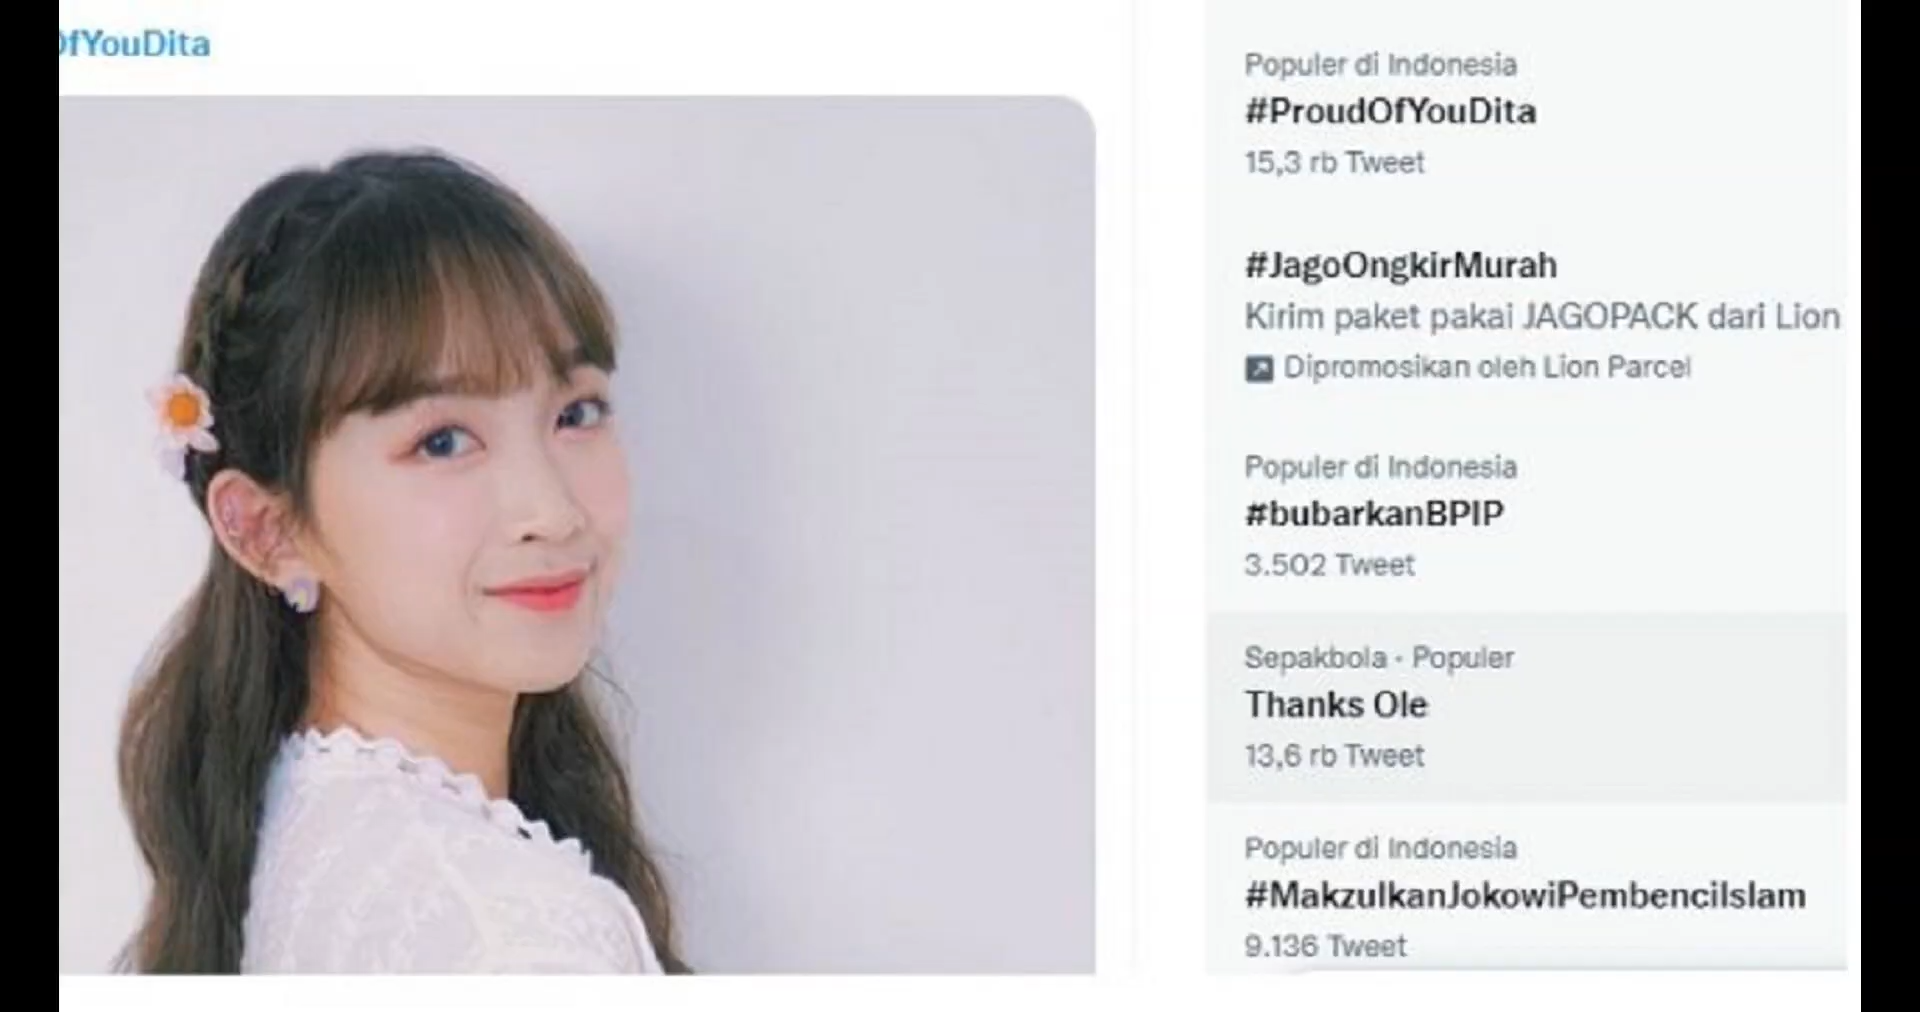 OfYouDita
Populer di Indonesia
#ProudOfYouDita
15,3 rb Tweet
#JagoOngkirMurah
Kirim paket pakai JAGOPACK dari Lion
Dipromosikan oleh Lion Parcel
Populer di Indonesia
#bubarkanBPIP
3.502 Tweet
Sepakbola · Populer
Thanks Ole
13,6 rb Tweet
Populer di Indonesia
#MakzulkanJokowiPembenciIslam
9.136 Tweet